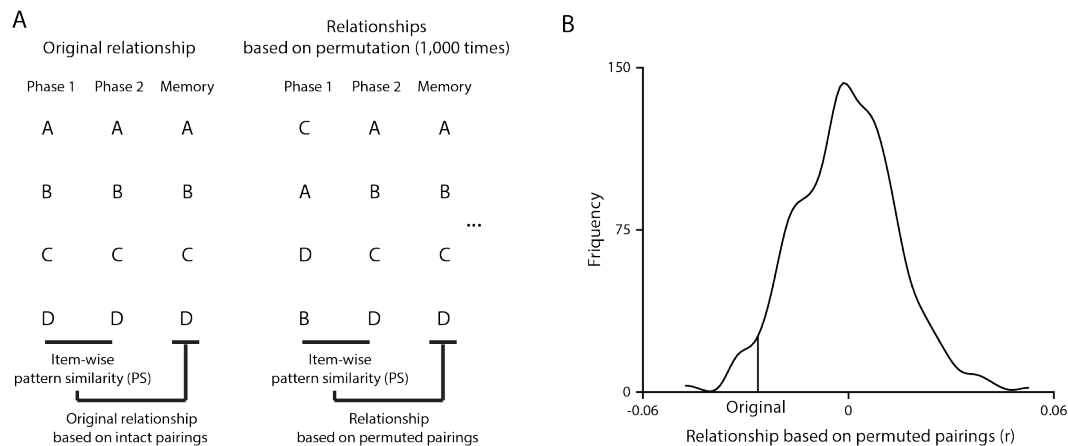 A
Original relationship
Relationships
based on permutation (1,000 times)
Phase 1 Phase 2 Memory
Phase 1 Phase 2 Memory
A A A
C A A
B B B
A B B
...
C C C
D C C
D D D
B D D
Item-wise
pattern similarity (PS)
Item-wise
pattern similarity (PS)
Original relationship
based on intact pairings
Relationship
based on permuted pairings
B
150
75
0
Friquency
-0.06
Original
0
0.06
Relationship based on permuted pairings (r)